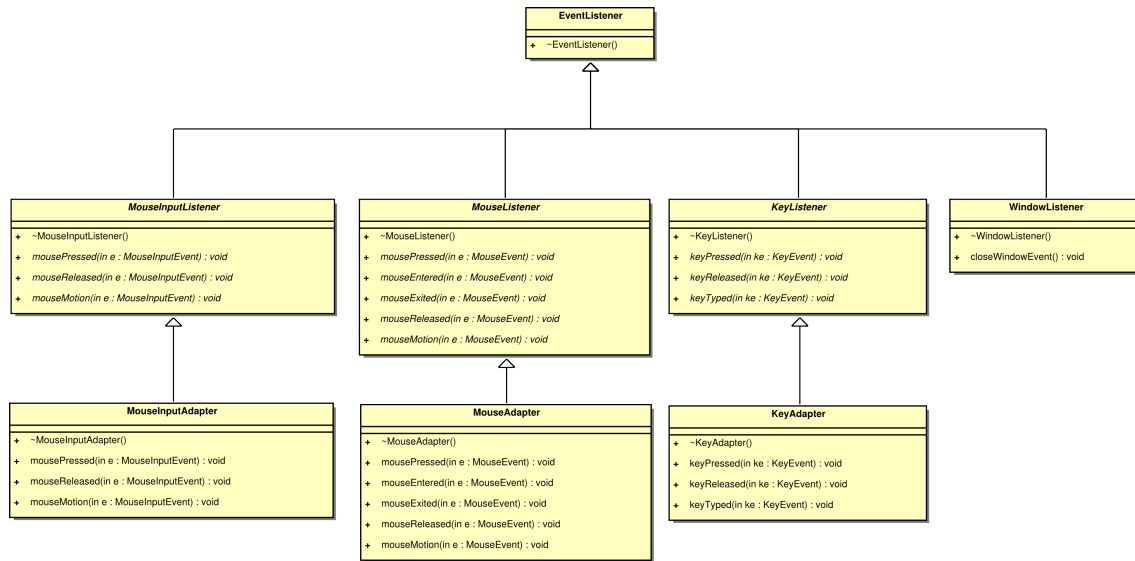 EventListener
+ ~EventListener()
MouseInputListener
+ ~MouseInputListener()
+ mousePressed(in e : MouseInputEvent) : void
+ mouseReleased(in e : MouseInputEvent) : void
+ mouseMotion(in e : MouseInputEvent) : void
MouseListener
+ ~MouseListener()
+ mousePressed(in e : MouseEvent) : void
+ mouseEntered(in e : MouseEvent) : void
+ mouseExited(in e : MouseEvent) : void
+ mouseReleased(in e : MouseEvent) : void
+ mouseMotion(in e : MouseEvent) : void
KeyListener
+ ~KeyListener()
+ keyPressed(in ke : KeyEvent) : void
+ keyReleased(in ke : KeyEvent) : void
+ keyTyped(in ke : KeyEvent) : void
WindowListener
+ ~WindowListener()
+ closeWindowEvent() : void
MouseInputAdapter
+ ~MouseInputAdapter()
+ mousePressed(in e : MouseInputEvent) : void
+ mouseReleased(in e : MouseInputEvent) : void
+ mouseMotion(in e : MouseInputEvent) : void
MouseAdapter
+ ~MouseAdapter()
+ mousePressed(in e : MouseEvent) : void
+ mouseEntered(in e : MouseEvent) : void
+ mouseExited(in e : MouseEvent) : void
+ mouseReleased(in e : MouseEvent) : void
+ mouseMotion(in e : MouseEvent) : void
KeyAdapter
+ ~KeyAdapter()
+ keyPressed(in ke : KeyEvent) : void
+ keyReleased(in ke : KeyEvent) : void
+ keyTyped(in ke : KeyEvent) : void